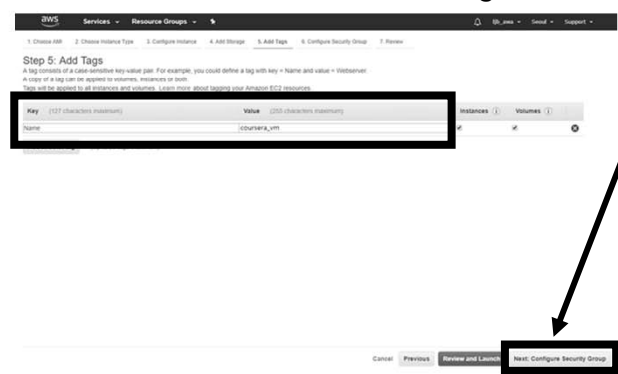 aws Services Resource Groups Seoul Support
1. Choose AMI 2. Choose Instance Type 3. Configure Instance 4. Add Storage 5. Add Tags 6. Configure Security Group 7. Review
Step 5: Add Tags
A tag consists of a case-sensitive key-value pair. For example, you could define a tag with key = Name and value = Webserver.
A copy of a tag can be applied to volumes, instances or both.
Tags will be applied to all instances and volumes. Learn more about tagging your Amazon EC2 resources.
Key (127 characters maximum) Value (255 characters maximum) Instances Volumes
Name coursera_vm
Cancel Previous Review and Launch Next: Configure Security Group